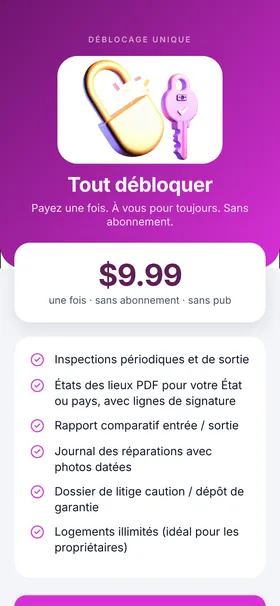 DÉBLOCAGE UNIQUE
Tout débloquer
Payez une fois. À vous pour toujours. Sans
abonnement.
$9.99
une fois · sans abonnement · sans pub
Inspections périodiques et de sortie
États des lieux PDF pour votre État
ou pays, avec lignes de signature
Rapport comparatif entrée / sortie
Journal des réparations avec
photos datées
Dossier de litige caution / dépôt de
garantie
Logements illimités (idéal pour les
propriétaires)